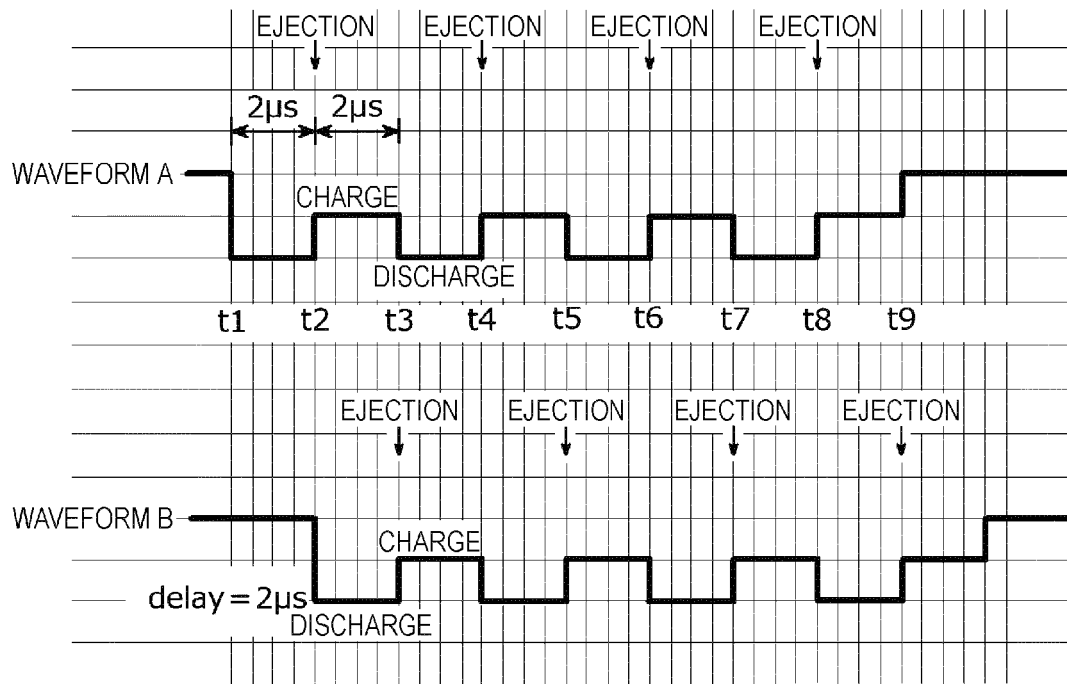 EJECTION EJECTION EJECTION EJECTION
2μs 2μs
WAVEFORM A
CHARGE
DISCHARGE
t1 t2 t3 t4 t5 t6 t7 t8 t9
EJECTION EJECTION EJECTION EJECTION
WAVEFORM B
CHARGE
delay = 2μs
DISCHARGE